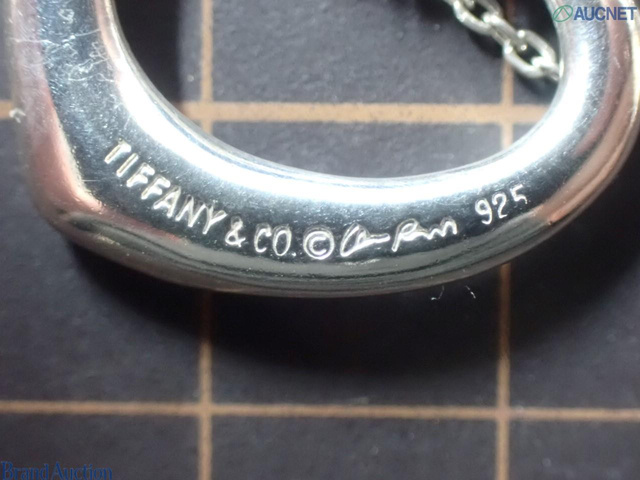 AUCNET
TIFFANY & CO. © 925
Brand Auction